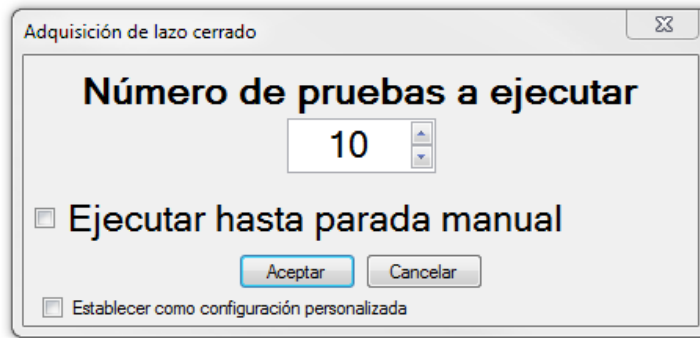 Adquisición de lazo cerrado
Número de pruebas a ejecutar
10
Ejecutar hasta parada manual
Aceptar Cancelar
Establecer como configuración personalizada